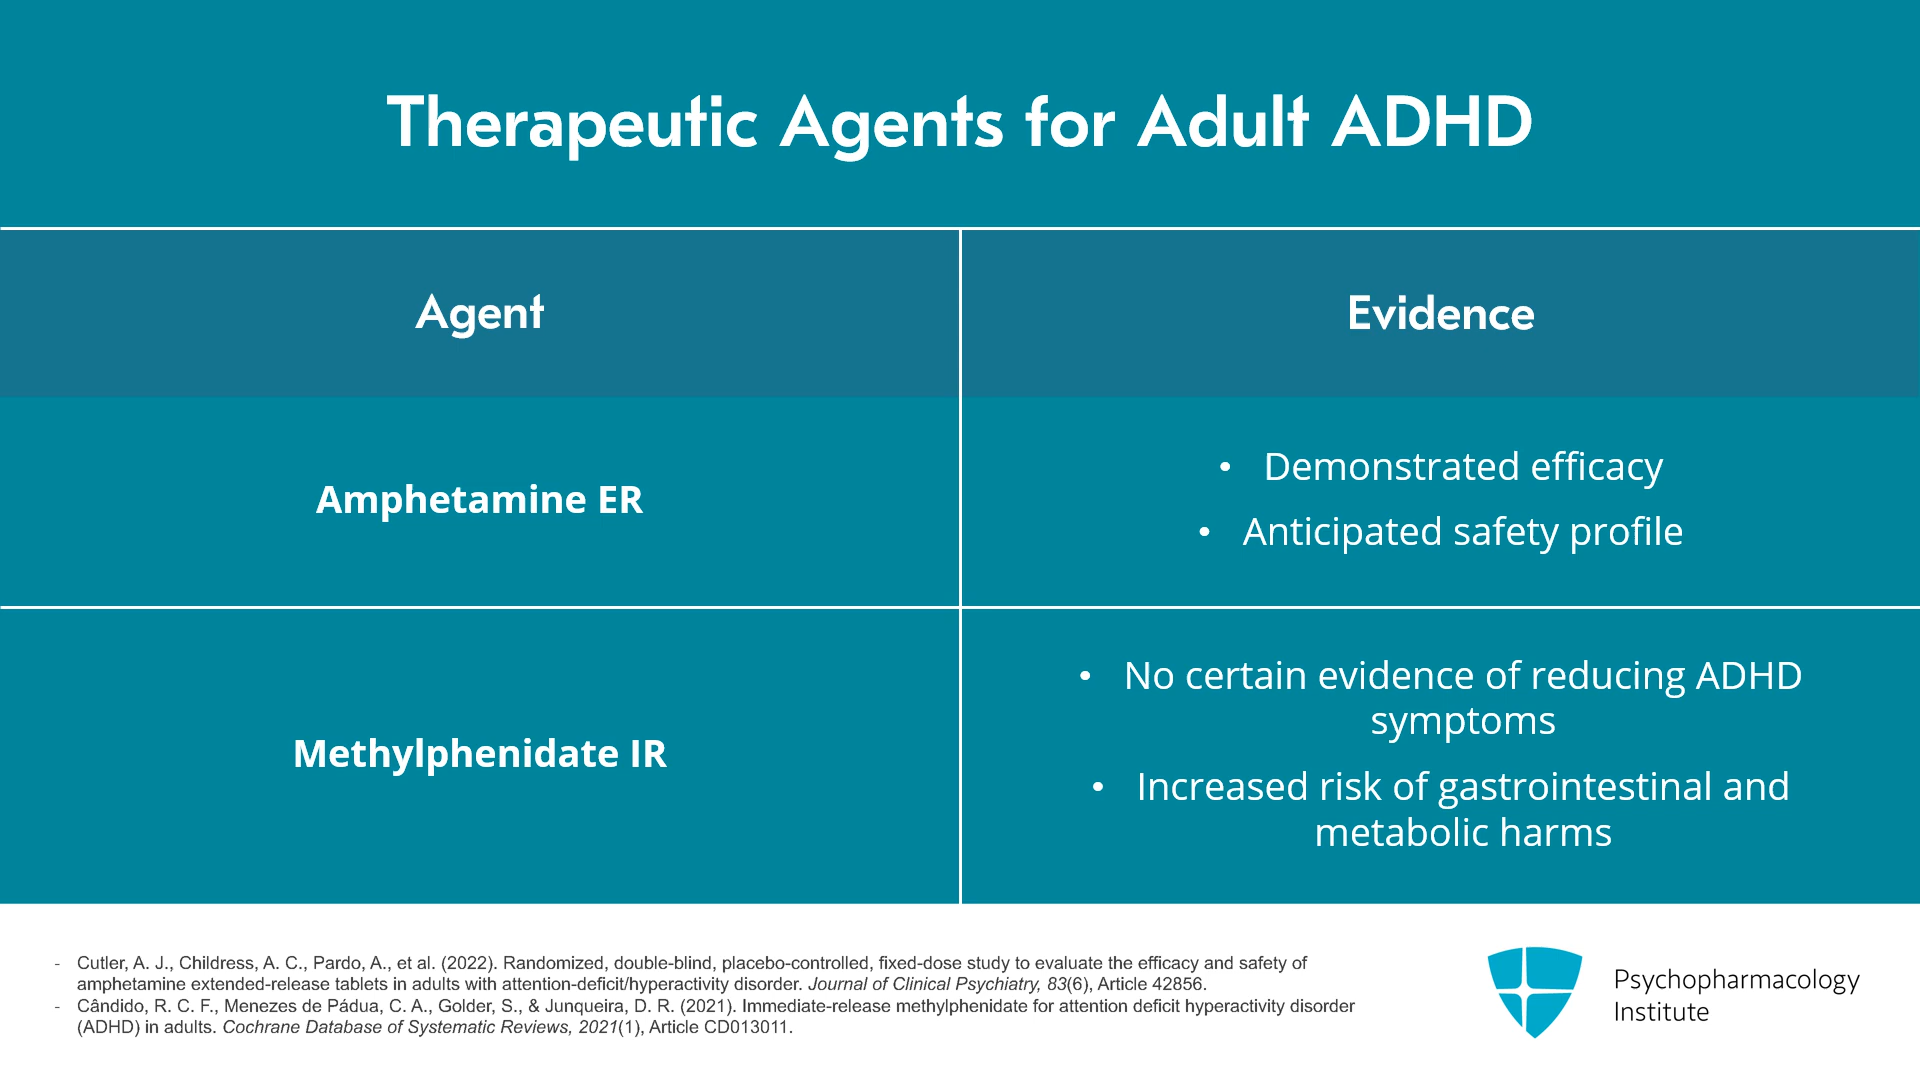 Therapeutic Agents for Adult ADHD
Agent
Evidence
Amphetamine ER
• Demonstrated efficacy
• Anticipated safety profile
Methylphenidate IR
• No certain evidence of reducing ADHD
symptoms
• Increased risk of gastrointestinal and
metabolic harms
- Cutler, A. J., Childress, A. C., Pardo, A., et al. (2022). Randomized, double-blind, placebo-controlled, fixed-dose study to evaluate the efficacy and safety of
amphetamine extended-release tablets in adults with attention-deficit/hyperactivity disorder. Journal of Clinical Psychiatry, 83(6), Article 42856.
- Cândido, R. C. F., Menezes de Pádua, C. A., Golder, S., & Junqueira, D. R. (2021). Immediate-release methylphenidate for attention deficit hyperactivity disorder
(ADHD) in adults. Cochrane Database of Systematic Reviews, 2021(1), Article CD013011.
Psychopharmacology
Institute